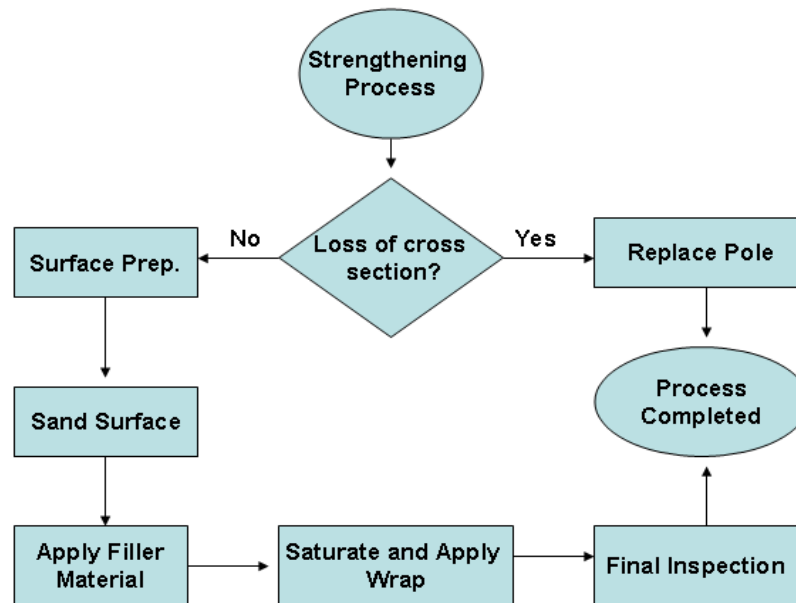 Strengthening
Process
Loss of cross
section?
No
Yes
Surface Prep.
Replace Pole
Sand Surface
Process
Completed
Apply Filler
Material
Saturate and Apply
Wrap
Final Inspection